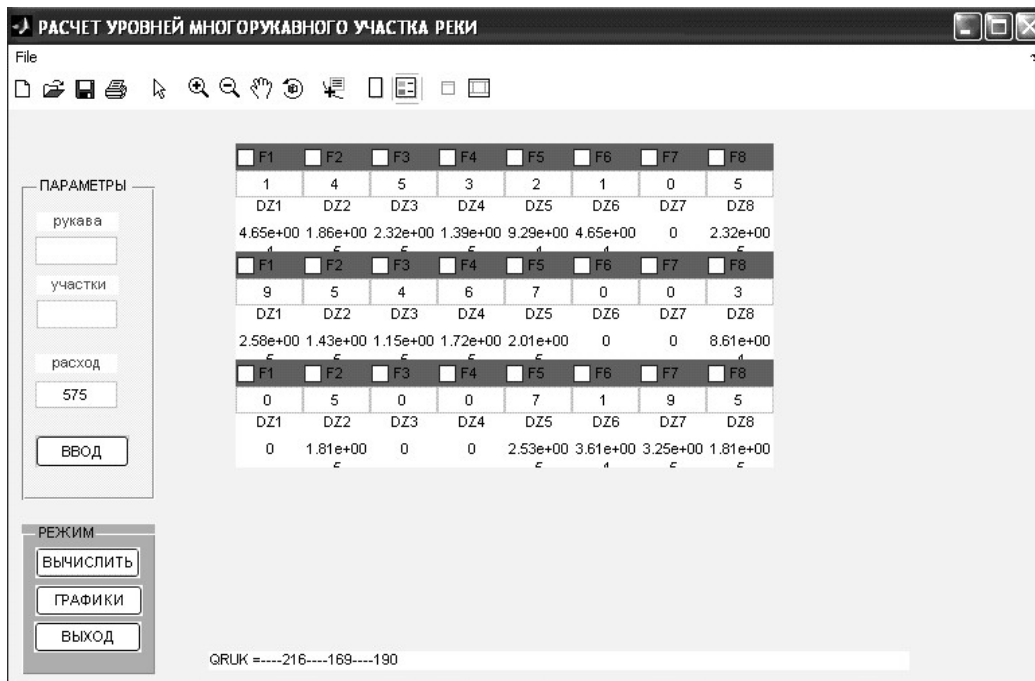 РАСЧЕТ УРОВНЕЙ МНОГОРУКАВНОГО УЧАСТКА РЕКИ
File
ПАРАМЕТРЫ
рукава
участки
расход
575
ВВОД
РЕЖИМ
ВЫЧИСЛИТЬ
ГРАФИКИ
ВЫХОД
F1 F2 F3 F4 F5 F6 F7 F8
1 4 5 3 2 1 0 5
DZ1 DZ2 DZ3 DZ4 DZ5 DZ6 DZ7 DZ8
4.65e+00 1.86e+00 2.32e+00 1.39e+00 9.29e+00 4.65e+00 0 2.32e+00
F1 F2 F3 F4 F5 F6 F7 F8
9 5 4 6 7 0 0 3
DZ1 DZ2 DZ3 DZ4 DZ5 DZ6 DZ7 DZ8
2.58e+00 1.43e+00 1.15e+00 1.72e+00 2.01e+00 0 0 8.61e+00
F1 F2 F3 F4 F5 F6 F7 F8
0 5 0 0 7 1 9 5
DZ1 DZ2 DZ3 DZ4 DZ5 DZ6 DZ7 DZ8
0 1.81e+00 0 0 2.53e+00 3.61e+00 3.25e+00 1.81e+00
QRUK =----216----169----190